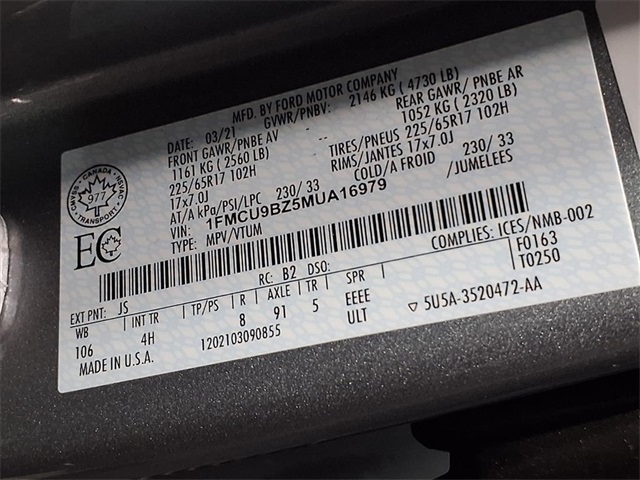 MFD. BY FORD MOTOR COMPANY
DATE: 03/21 GVWR/PNBV: 2146 KG ( 4730 LB)
FRONT GAWR/PNBE AV -- REAR GAWR/ PNBE AR
1161 KG ( 2560 LB) -- 1052 KG ( 2320 LB)
225/65R17 102H TIRES/PNEUS 225/65R17 102H
17x7.0J RIMS/JANTES 17x7.0J
AT/A kPa/PSI/LPC 230/ 33 COLD/A FROID 230/ 33
VIN: 1FMCU9BZ5MUA16979 /JUMELEES
TYPE: MPV/VTUM
CMVSS CANADA NSVAC
977
EC
COMPLIES: ICES/NMB-002
F0163
T0250
RC: B2 DSO:
EXT PNT: JS
WB INT TR TP/PS R AXLE TR SPR
106 4H 8 91 5 EEEE
ULT
▽ 5U5A-3520472-AA
MADE IN U.S.A. 1202103090855